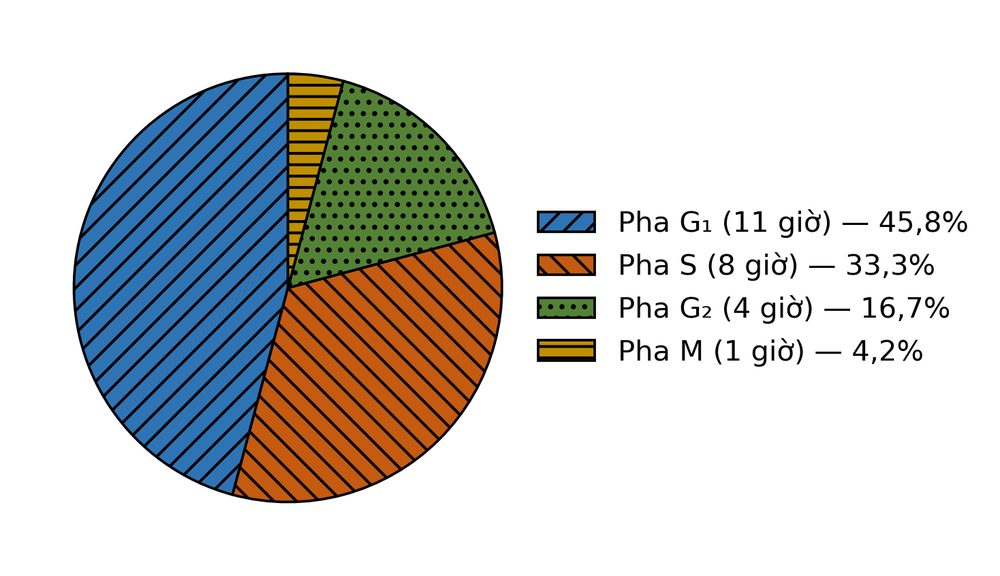 Pha G₁ (11 giờ) — 45,8%
Pha S (8 giờ) — 33,3%
Pha G₂ (4 giờ) — 16,7%
Pha M (1 giờ) — 4,2%